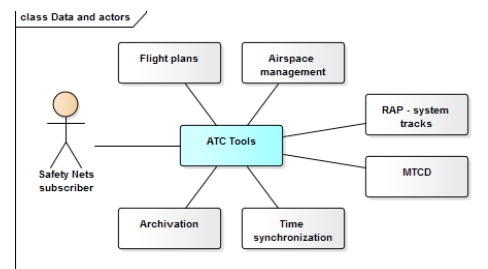 class Data and actors
Flight plans
Airspace
management
RAP - system
tracks
ATC Tools
MTCD
Safety Nets
subscriber
Archivation
Time
synchronization